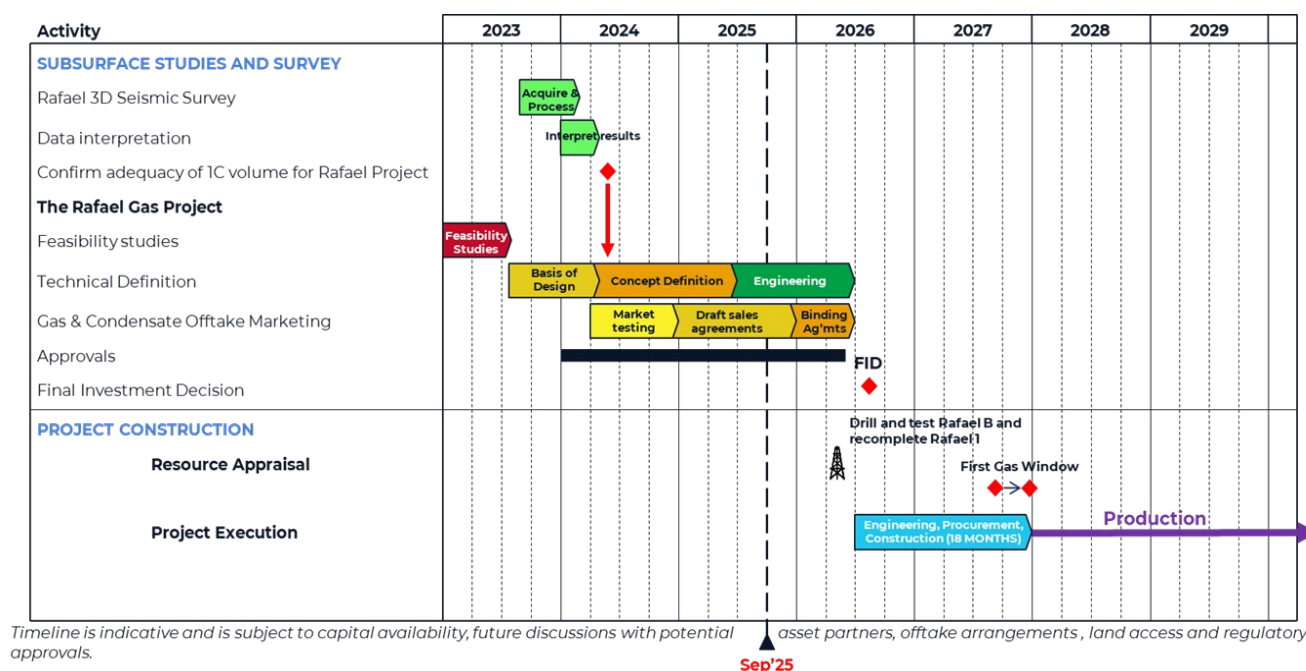 Activity
2023
2024
2025
2026
2027
2028
2029
SUBSURFACE STUDIES AND SURVEY
Rafael 3D Seismic Survey
Acquire &
Process
Data interpretation
Interpret results
Confirm adequacy of 1C volume for Rafael Project
The Rafael Gas Project
Feasibility studies
Feasibility
Studies
Technical Definition
Basis of
Design
Concept Definition
Engineering
Gas & Condensate Offtake Marketing
Market
testing
Draft sales
agreements
Binding
Ag'mts
Approvals
FID
Final Investment Decision
PROJECT CONSTRUCTION
Drill and test Rafael B and
recomplete Rafael 1
Resource Appraisal
First Gas Window
Project Execution
Engineering, Procurement,
Construction (18 MONTHS)
Production
Timeline is indicative and is subject to capital availability, future discussions with potential asset partners, offtake arrangements , land access and regulatory
approvals.
Sep'25